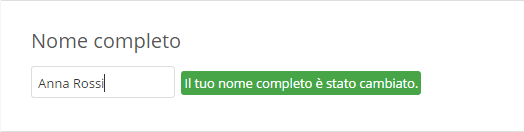 Nome completo
Anna Rossi
Il tuo nome completo è stato cambiato.